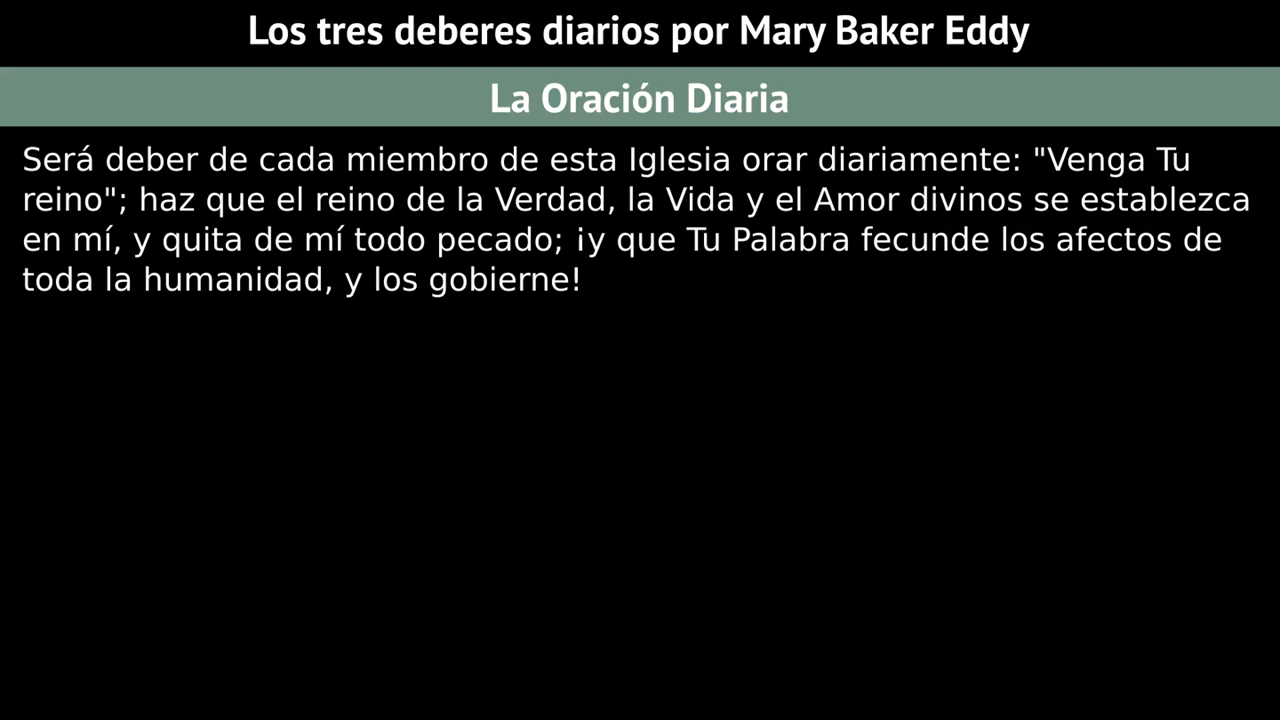 Los tres deberes diarios por Mary Baker Eddy
La Oración Diaria
Será deber de cada miembro de esta Iglesia orar diariamente: "Venga Tu
reino"; haz que el reino de la Verdad, la Vida y el Amor divinos se establezca
en mí, y quita de mí todo pecado; ¡y que Tu Palabra fecunde los afectos de
toda la humanidad, y los gobierne!